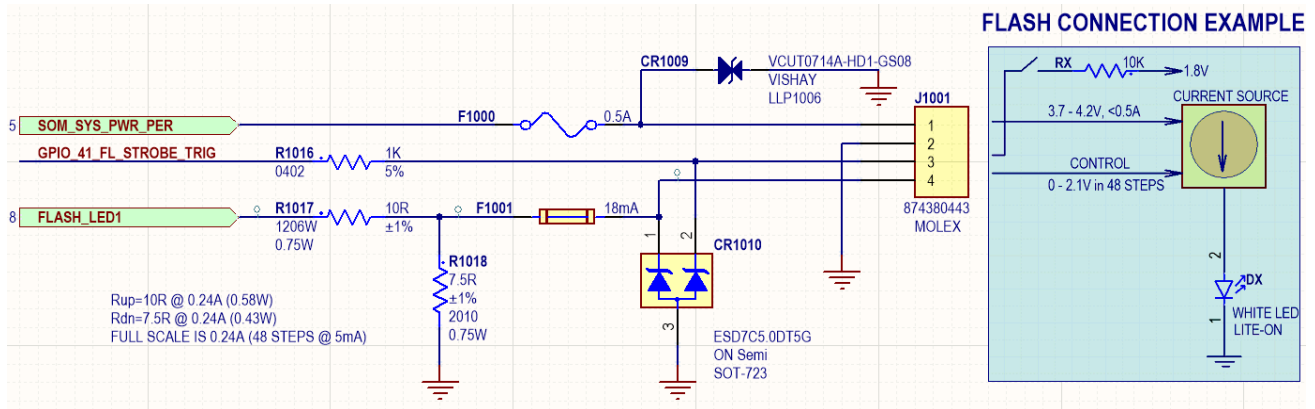 FLASH CONNECTION EXAMPLE
CR1009
VCUT0714A-HD1-GS08
VISHAY
LLP1006
J1001
5
SOM_SYS_PWR_PER
F1000
0.5A
1
2
3
4
GPIO_41_FL_STROBE_TRIG
R1016
0402
1K
5%
874380443
MOLEX
8
FLASH_LED1
R1017
1206W
0.75W
10R
±1%
F1001
18mA
1
2
CR1010
3
R1018
7.5R
±1%
2010
0.75W
ESD7C5.0DT5G
ON Semi
SOT-723
Rup=10R @ 0.24A (0.58W)
Rdn=7.5R @ 0.24A (0.43W)
FULL SCALE IS 0.24A (48 STEPS @ 5mA)
RX
10K
1.8V
CURRENT SOURCE
3.7 - 4.2V, <0.5A
CONTROL
0 - 2.1V in 48 STEPS
2
DX
1
WHITE LED
LITE-ON